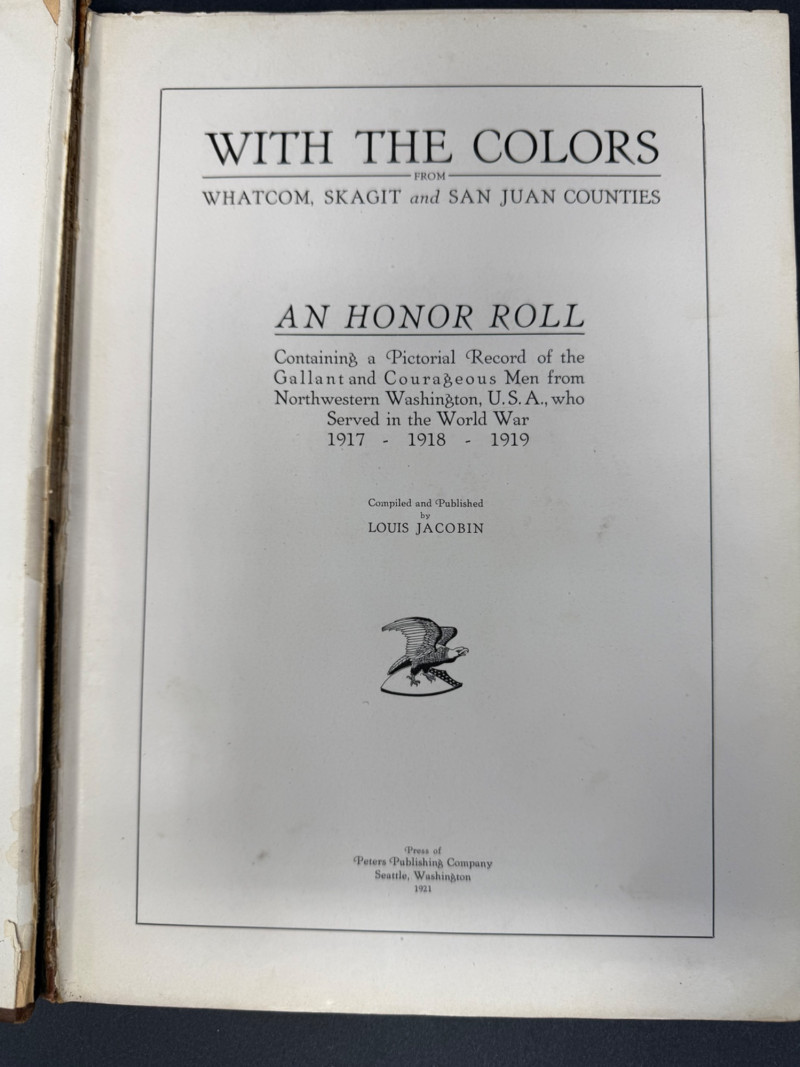 WITH THE COLORS
FROM
WHATCOM, SKAGIT and SAN JUAN COUNTIES
AN HONOR ROLL
Containing a Pictorial Record of the
Gallant and Courageous Men from
Northwestern Washington, U. S. A., who
Served in the World War
1917 - 1918 - 1919
Compiled and Published
by
LOUIS JACOBIN
Press of
Peters Publishing Company
Seattle, Washington
1921